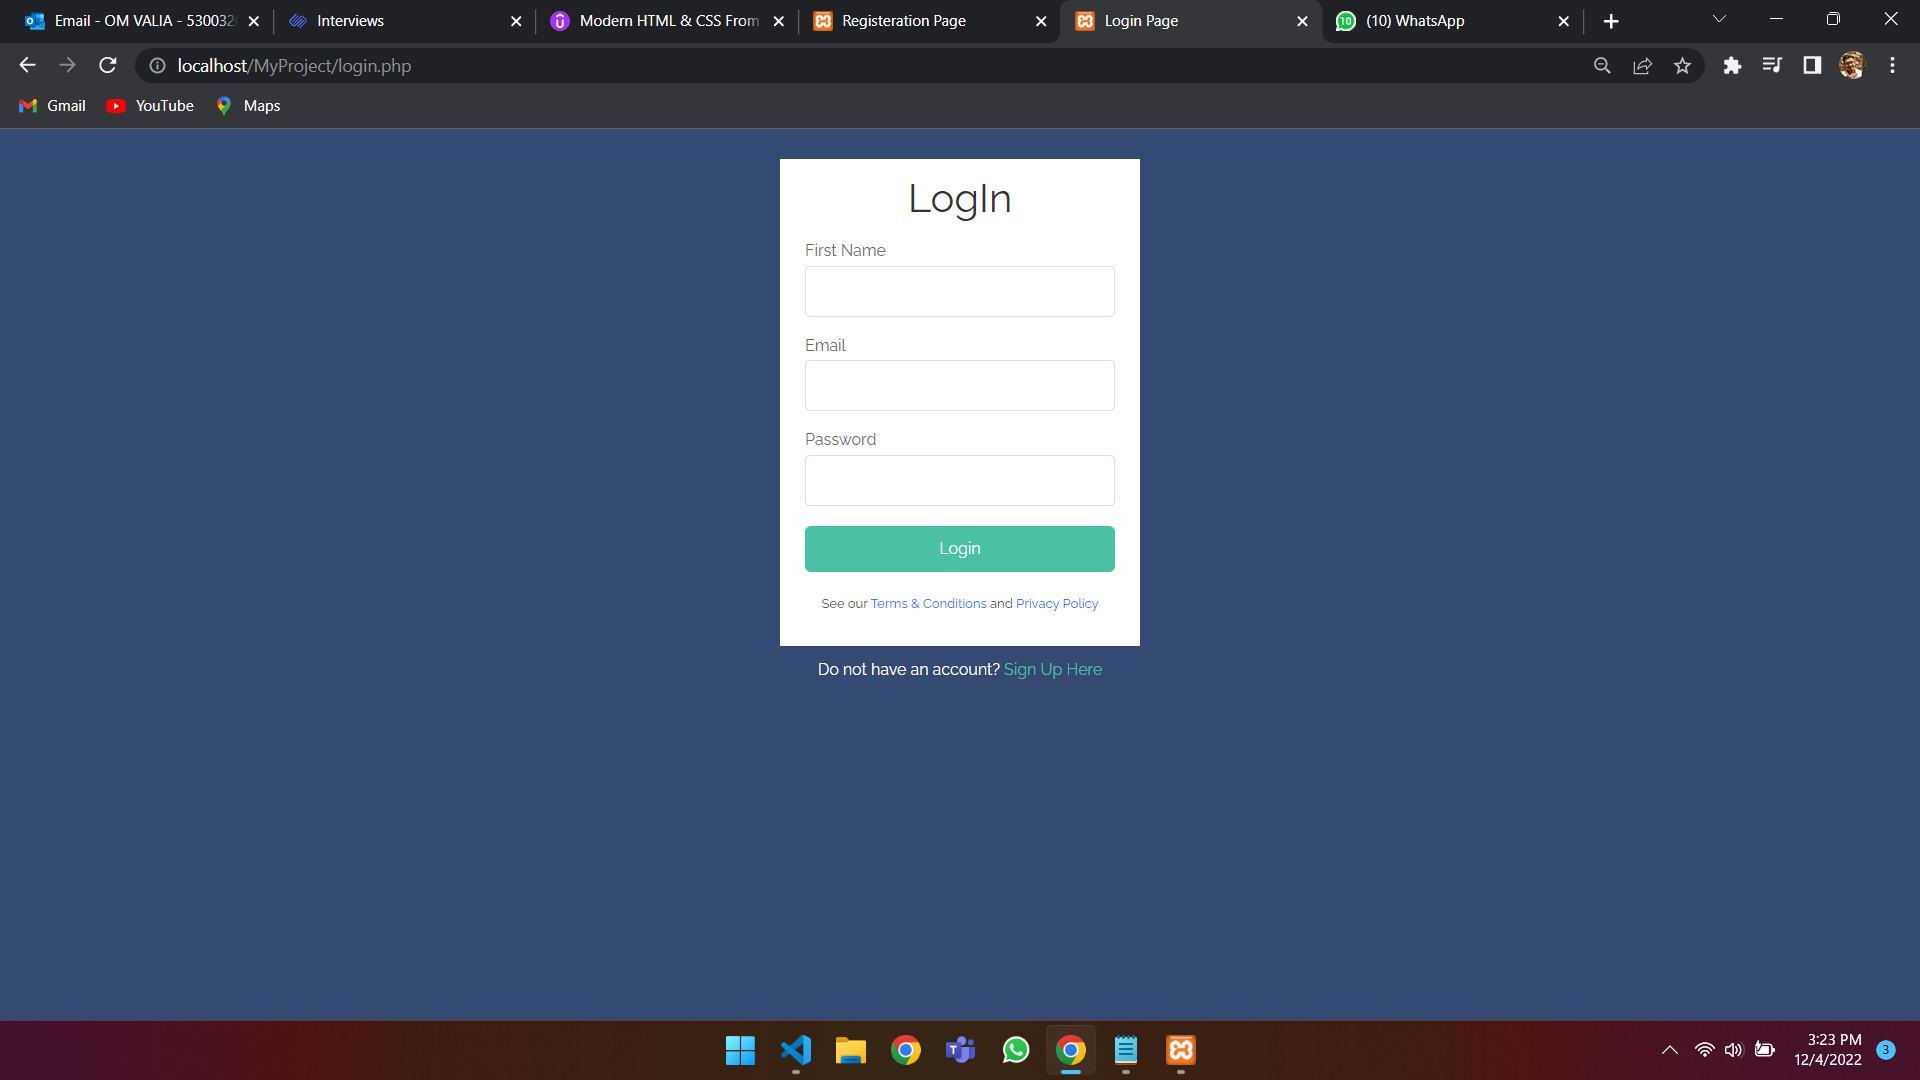 Email - OM VALIA - 530032
Interviews
Modern HTML & CSS From
Registeration Page
Login Page
10
(10) WhatsApp
localhost/MyProject/login.php
Gmail
YouTube
Maps
LogIn
First Name
Email
Password
Login
See our Terms & Conditions and Privacy Policy
Do not have an account? Sign Up Here
3:23 PM
12/4/2022
3